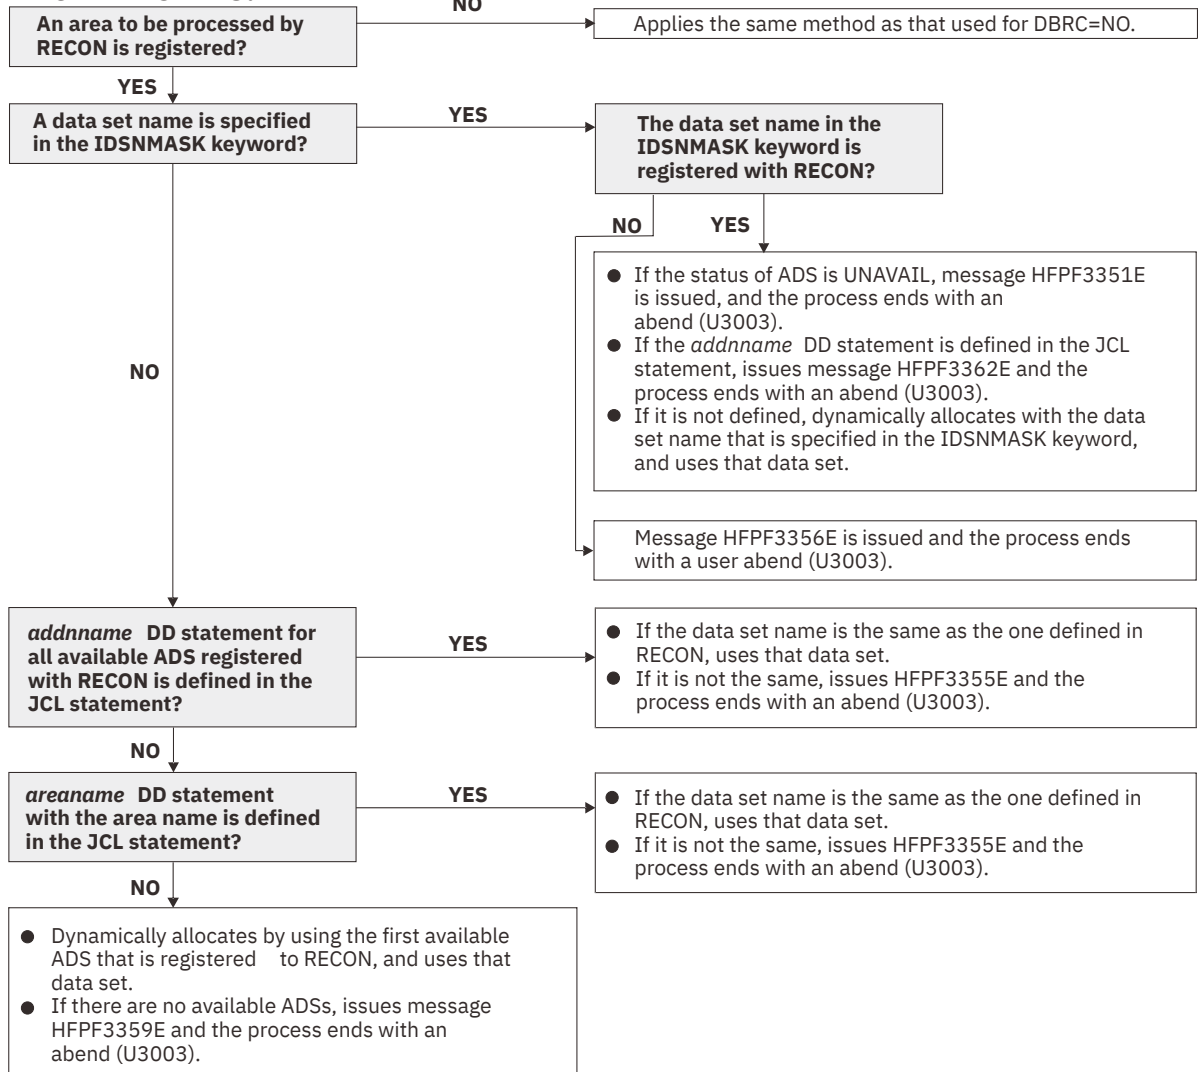 NO
An area to be processed by
RECON is registered?
Applies the same method as that used for DBRC=NO.
YES
A data set name is specified
in the IDSNMASK keyword?
YES
The data set name in the
IDSNMASK keyword is
registered with RECON?
NO
YES
● If the status of ADS is UNAVAIL, message HFPF3351E
is issued, and the process ends with an
abend (U3003).
● If the addnname DD statement is defined in the JCL
statement, issues message HFPF3362E and the
process ends with an abend (U3003).
● If it is not defined, dynamically allocates with the data
set name that is specified in the IDSNMASK keyword,
and uses that data set.
NO
Message HFPF3356E is issued and the process ends
with a user abend (U3003).
addnname DD statement for
all available ADS registered
with RECON is defined in the
JCL statement?
YES
● If the data set name is the same as the one defined in
RECON, uses that data set.
● If it is not the same, issues HFPF3355E and the
process ends with an abend (U3003).
NO
areaname DD statement
with the area name is defined
in the JCL statement?
YES
● If the data set name is the same as the one defined in
RECON, uses that data set.
● If it is not the same, issues HFPF3355E and the
process ends with an abend (U3003).
NO
● Dynamically allocates by using the first available
ADS that is registered to RECON, and uses that
data set.
● If there are no available ADSs, issues message
HFPF3359E and the process ends with an
abend (U3003).